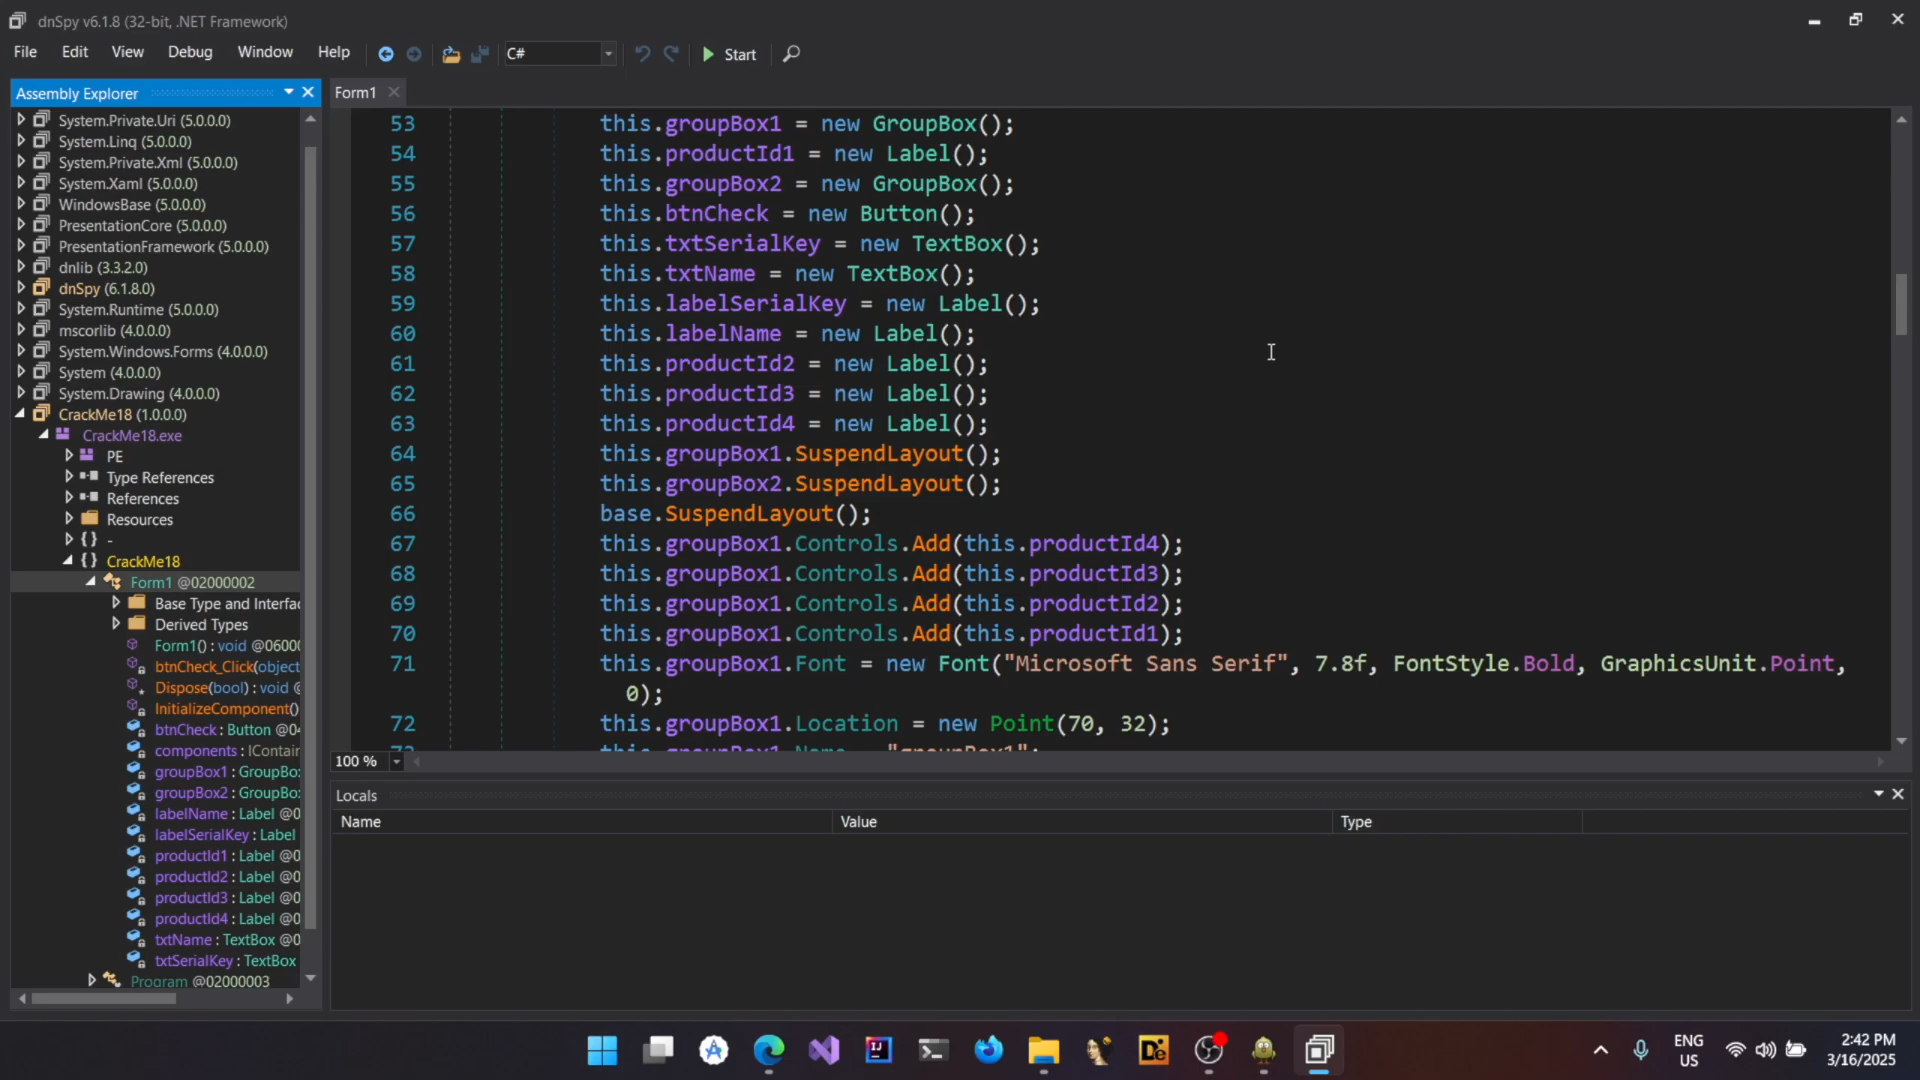 dnSpy v6.1.8 (32-bit, .NET Framework)
File Edit View Debug Window Help C# Start
Assembly Explorer
System.Private.Uri (5.0.0.0)
System.Linq (5.0.0.0)
System.Private.Xml (5.0.0.0)
System.Xaml (5.0.0.0)
WindowsBase (5.0.0.0)
PresentationCore (5.0.0.0)
PresentationFramework (5.0.0.0)
dnlib (3.3.2.0)
dnSpy (6.1.8.0)
System.Runtime (5.0.0.0)
mscorlib (4.0.0.0)
System.Windows.Forms (4.0.0.0)
System (4.0.0.0)
System.Drawing (4.0.0.0)
CrackMe18 (1.0.0.0)
CrackMe18.exe
PE
Type References
References
Resources
{ } -
{ } CrackMe18
Form1 @02000002
Base Type and Interfac
Derived Types
Form1() : void @0600
btnCheck_Click(object
Dispose(bool) : void @
InitializeComponent()
btnCheck : Button @04
components : IContain
groupBox1 : GroupBo
groupBox2 : GroupBo
labelName : Label @0
labelSerialKey : Label
productId1 : Label @0
productId2 : Label @0
productId3 : Label @0
productId4 : Label @0
txtName : TextBox @0
txtSerialKey : TextBox
Program @02000003
Form1
53 this.groupBox1 = new GroupBox();
54 this.productId1 = new Label();
55 this.groupBox2 = new GroupBox();
56 this.btnCheck = new Button();
57 this.txtSerialKey = new TextBox();
58 this.txtName = new TextBox();
59 this.labelSerialKey = new Label();
60 this.labelName = new Label();
61 this.productId2 = new Label();
62 this.productId3 = new Label();
63 this.productId4 = new Label();
64 this.groupBox1.SuspendLayout();
65 this.groupBox2.SuspendLayout();
66 base.SuspendLayout();
67 this.groupBox1.Controls.Add(this.productId4);
68 this.groupBox1.Controls.Add(this.productId3);
69 this.groupBox1.Controls.Add(this.productId2);
70 this.groupBox1.Controls.Add(this.productId1);
71 this.groupBox1.Font = new Font("Microsoft Sans Serif", 7.8f, FontStyle.Bold, GraphicsUnit.Point,
0);
72 this.groupBox1.Location = new Point(70, 32);
73 this.groupBox1.Name = "groupBox1";
100 %
Locals
Name Value Type
ENG
US
2:42 PM
3/16/2025